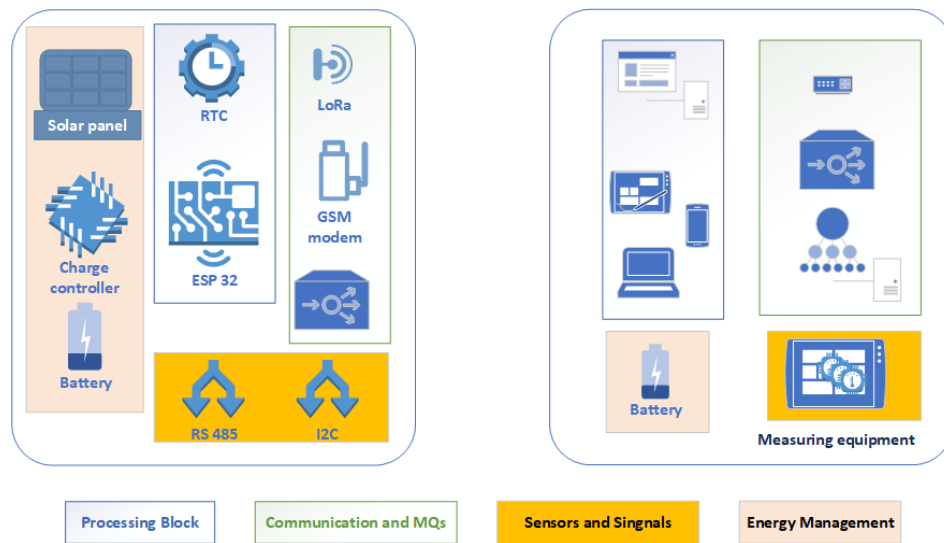 Solar panel
Charge
controller
Battery
RTC
ESP 32
LoRa
GSM
modem
RS 485
I2C
Battery
Measuring equipment
Processing Block
Communication and MQs
Sensors and Singnals
Energy Management